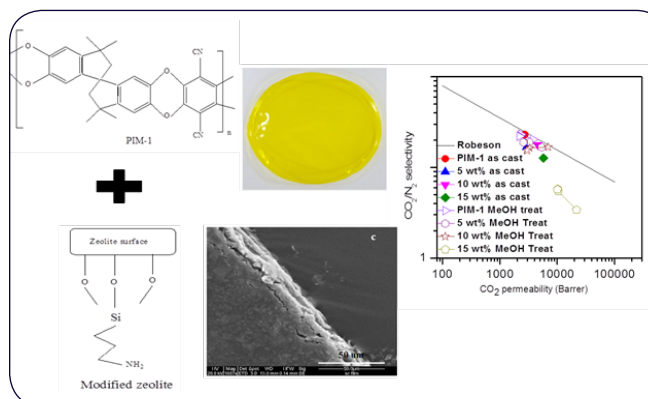 O
O
O
O
CN
CN
n
PIM-1
Zeolite surface
O
O
O
Si
NH2
Modified zeolite
c
50 um
CO2/N2 selectivity
Robeson
PIM-1 as cast
5 wt% as cast
10 wt% as cast
15 wt% as cast
PIM-1 MeOH treat
5 wt% MeOH Treat
10 wt% MeOH Treat
15 wt% MeOH Treat
1
100
1000
10000
100000
CO2 permeability (Barrer)